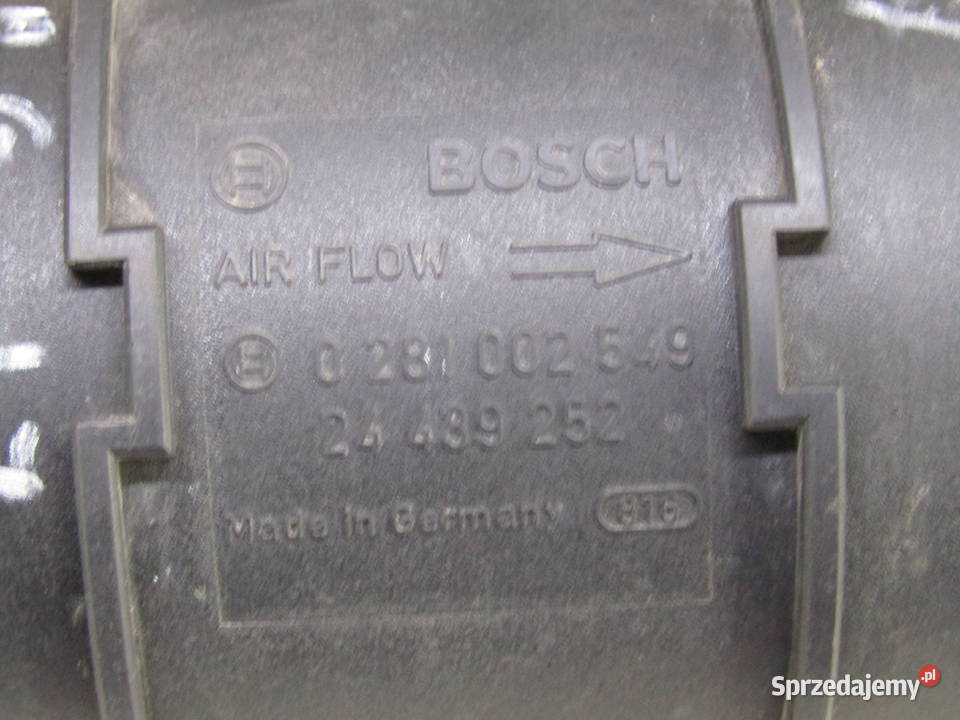 BOSCH
AIR FLOW
0 281 002 549
24 439 252
Made in Germany 816
Sprzedajemy.pl